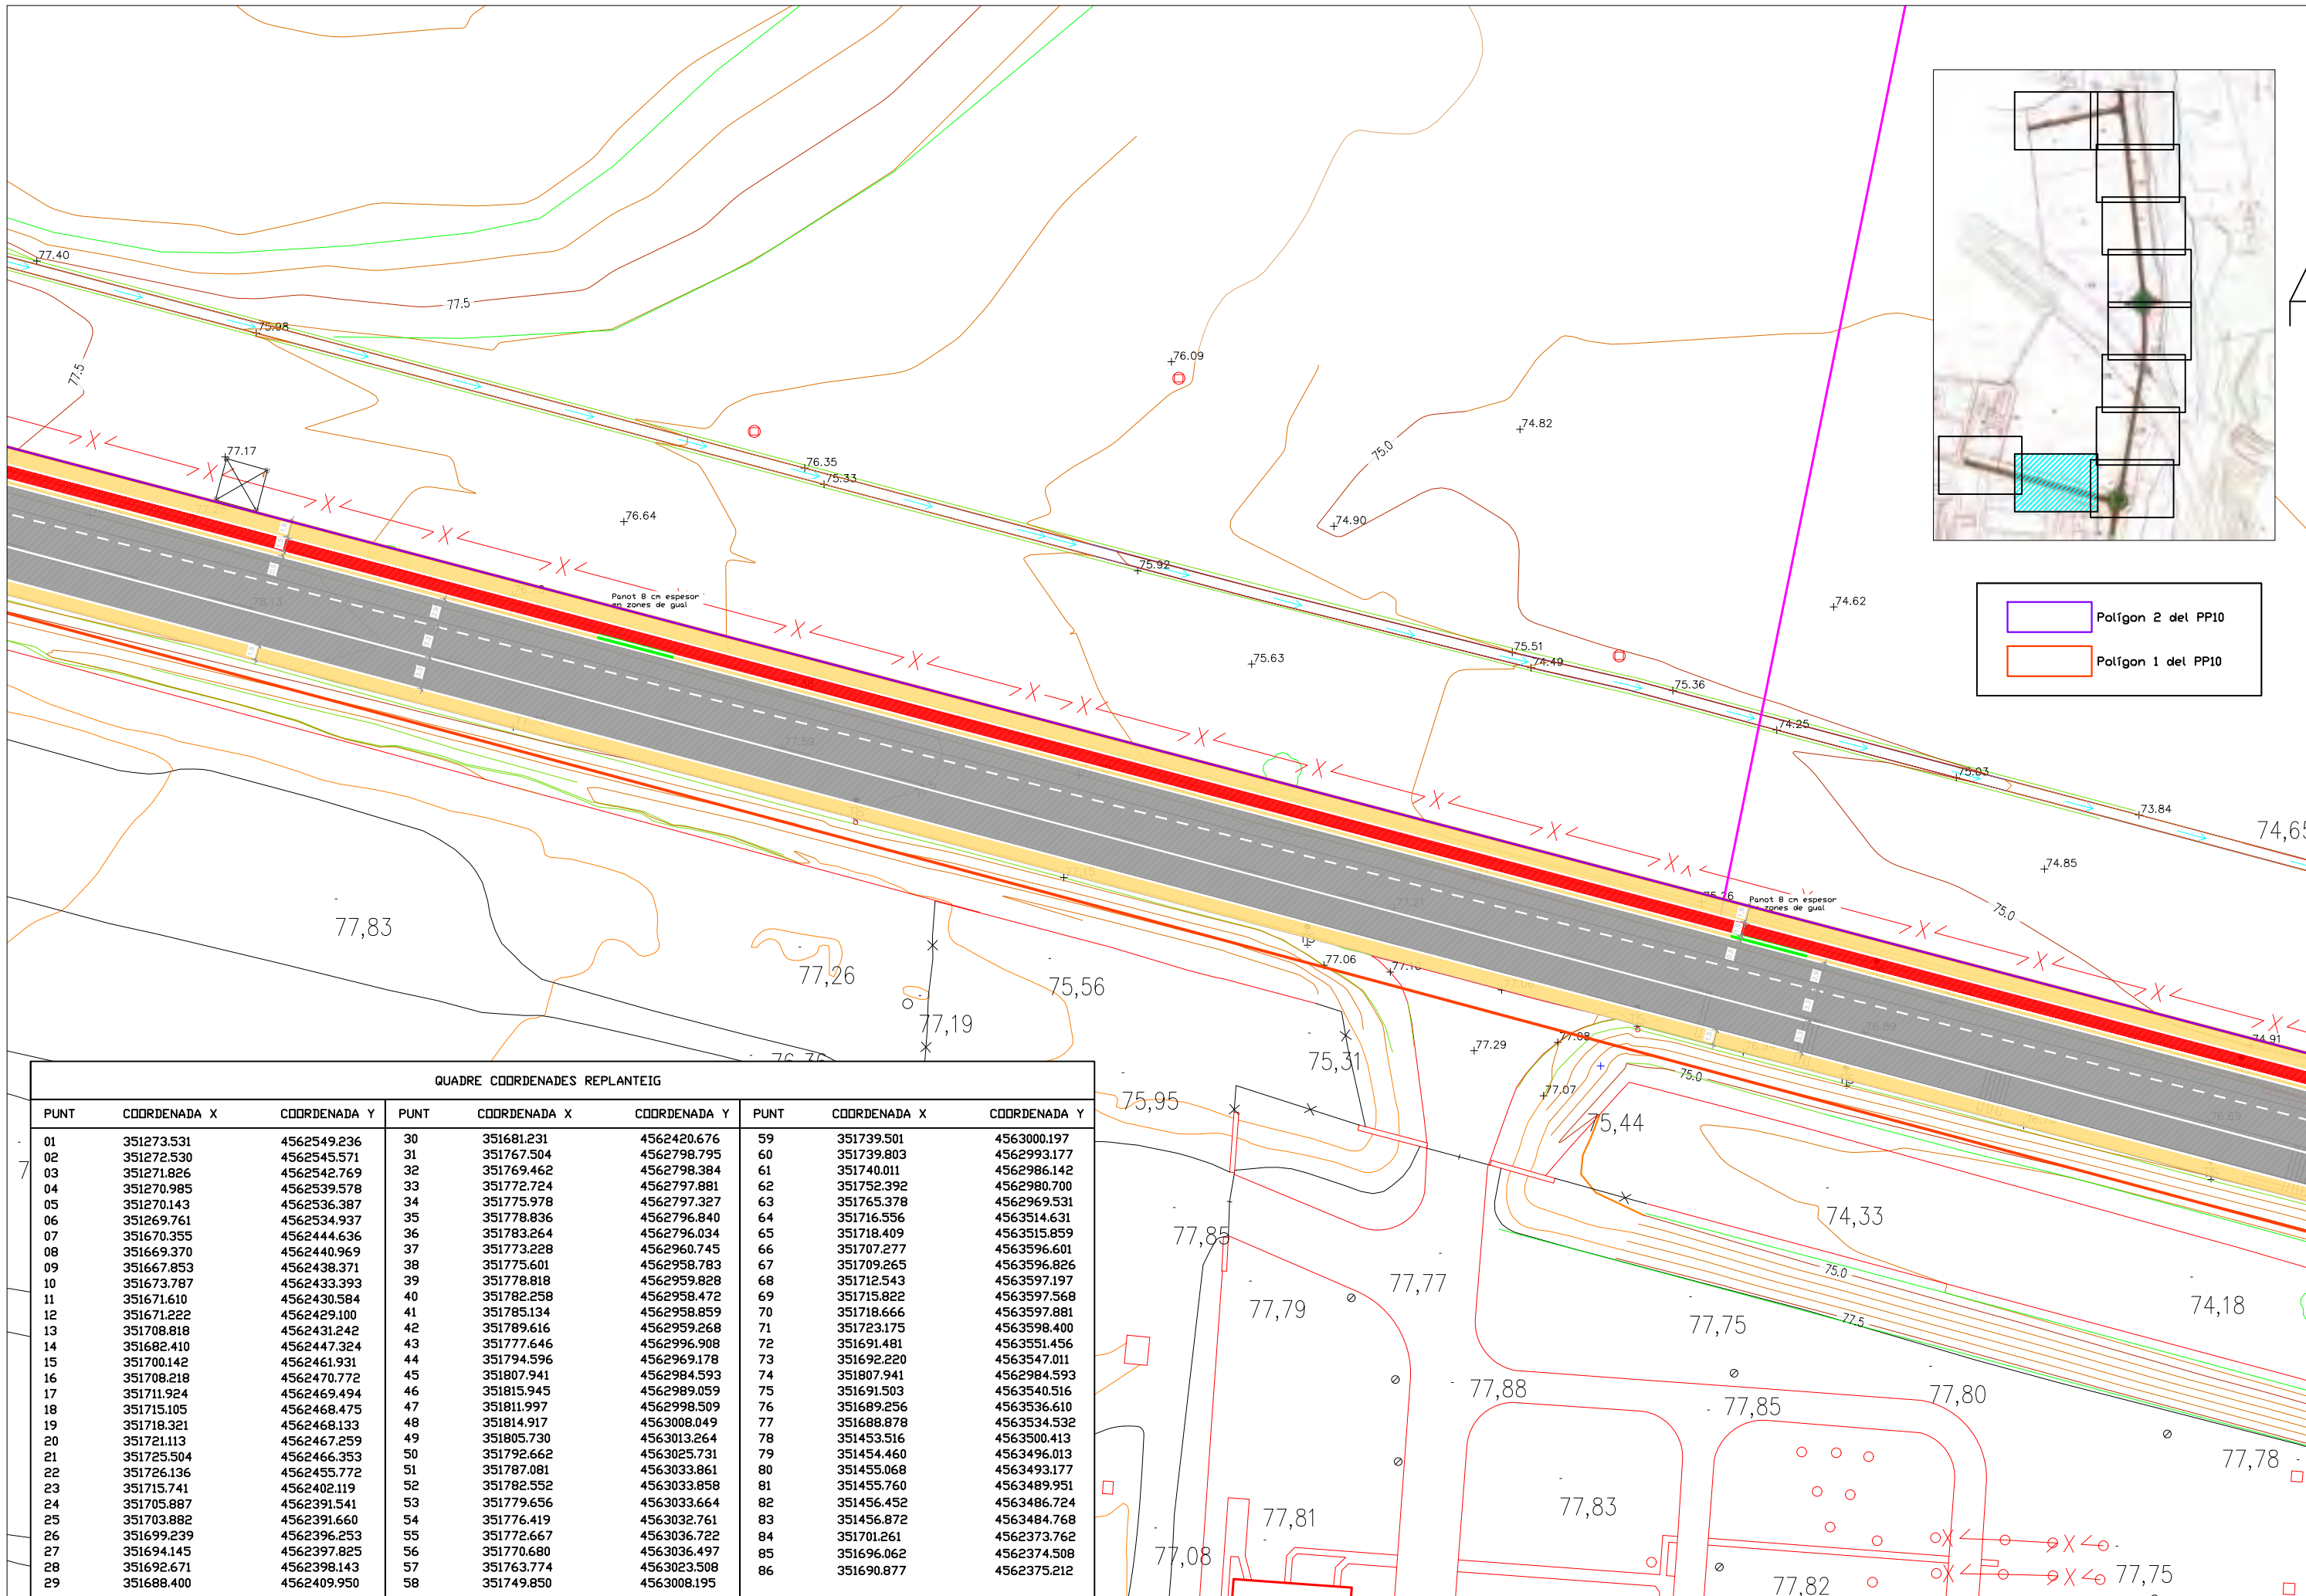 77.40
77.5
75.98
77.5
76.09
74.82
75.0
77.17
76.35
75.33
76.64
74.90
75.92
74.62
Panot 8 cm espesor
en zones de gual
75.63
75.51
74.49
75.36
74.25
75.03
73.84
74.85
75.0
Polígon 2 del PP10
Polígon 1 del PP10
78.13
77.59
77.21
Panot 8 cm espesor
zones de gual
77.06
77.08
77.29
77.07
74.91
76.89
76.69
77,83
77,26
77,19
75,56
75,31
75,95
75,44
75.0
74,33
77,85
77,77
77,79
75.0
77.5
74,18
77,75
77,88
77,85
77,80
77,78
77,83
77,81
77,08
77,82
77,75
QUADRE COORDENADES REPLANTEIG
PUNT COORDENADA X COORDENADA Y PUNT COORDENADA X COORDENADA Y PUNT COORDENADA X COORDENADA Y
01 351273.531 4562549.236 30 351681.231 4562420.676 59 351739.501 4563000.197
02 351272.530 4562545.571 31 351767.504 4562798.795 60 351739.803 4562993.177
03 351271.826 4562542.769 32 351769.462 4562798.384 61 351740.011 4562986.142
04 351270.985 4562539.578 33 351772.724 4562797.881 62 351752.392 4562980.700
05 351270.143 4562536.387 34 351775.978 4562797.327 63 351765.378 4562969.531
06 351269.761 4562534.937 35 351778.836 4562796.840 64 351716.556 4563514.631
07 351670.355 4562444.636 36 351783.264 4562796.034 65 351718.409 4563515.859
08 351669.370 4562440.969 37 351773.228 4562960.745 66 351707.277 4563596.601
09 351667.853 4562438.371 38 351775.601 4562958.783 67 351709.265 4563596.826
10 351673.787 4562433.393 39 351778.818 4562959.828 68 351712.543 4563597.197
11 351671.610 4562430.584 40 351782.258 4562958.472 69 351715.822 4563597.568
12 351671.222 4562429.100 41 351785.134 4562958.859 70 351718.666 4563597.881
13 351708.818 4562431.242 42 351789.616 4562959.268 71 351723.175 4563598.400
14 351682.410 4562447.324 43 351777.646 4562996.908 72 351691.481 4563551.456
15 351700.142 4562461.931 44 351794.596 4562969.178 73 351692.220 4563547.011
16 351708.218 4562470.772 45 351807.941 4562984.593 74 351807.941 4562984.593
17 351711.924 4562469.494 46 351815.945 4562989.059 75 351691.503 4563540.516
18 351715.105 4562468.475 47 351811.997 4562998.509 76 351689.256 4563536.610
19 351718.321 4562468.133 48 351814.917 4563008.049 77 351688.878 4563534.532
20 351721.113 4562467.259 49 351805.730 4563013.264 78 351453.516 4563500.413
21 351725.504 4562466.353 50 351792.662 4563025.731 79 351454.460 4563496.013
22 351726.136 4562455.772 51 351787.081 4563033.861 80 351455.068 4563493.177
23 351715.741 4562402.119 52 351782.552 4563033.858 81 351455.760 4563489.951
24 351705.887 4562391.541 53 351779.656 4563033.664 82 351456.452 4563486.724
25 351703.882 4562391.660 54 351776.419 4563032.761 83 351456.872 4563484.768
26 351699.239 4562396.253 55 351772.667 4563036.722 84 351701.261 4562373.762
27 351694.145 4562397.825 56 351770.680 4563036.497 85 351696.062 4562374.508
28 351692.671 4562398.143 57 351763.774 4563023.508 86 351690.877 4562375.212
29 351688.400 4562409.950 58 351749.850 4563008.195